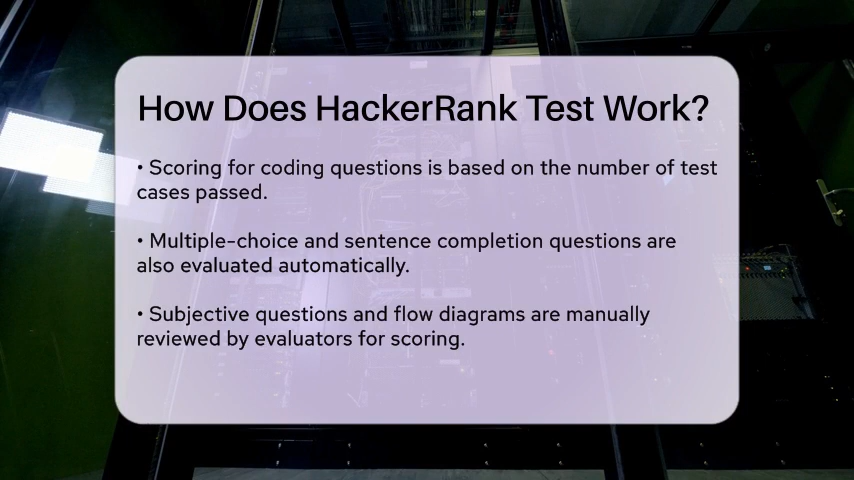 How Does HackerRank Test Work?
• Scoring for coding questions is based on the number of test
cases passed.
• Multiple-choice and sentence completion questions are
also evaluated automatically.
• Subjective questions and flow diagrams are manually
reviewed by evaluators for scoring.